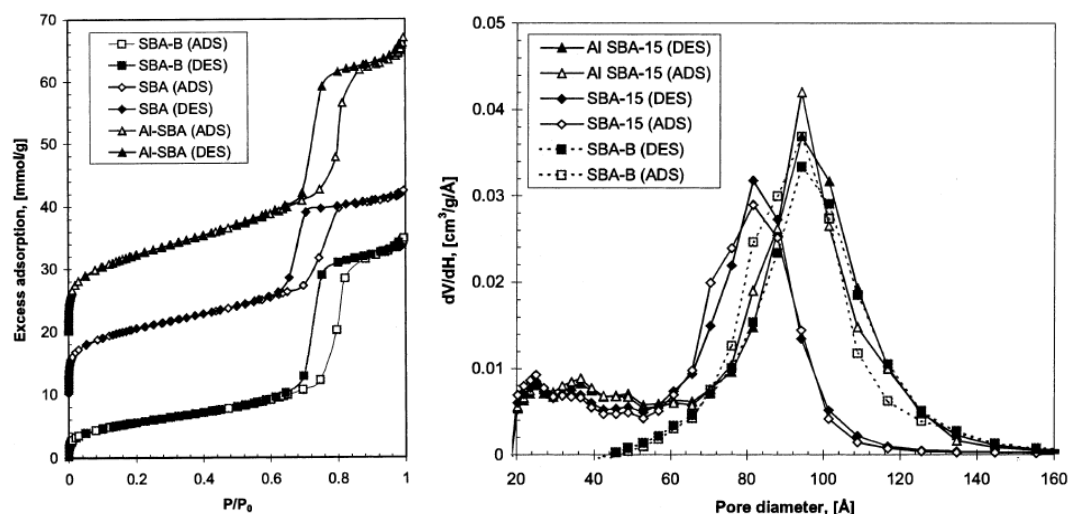 70
60
50
40
30
20
10
0
Excess adsorption, [mmol/g]
SBA-B (ADS)
SBA-B (DES)
SBA (ADS)
SBA (DES)
Al-SBA (ADS)
Al-SBA (DES)
0 0.2 0.4 0.6 0.8 1
P/P0
0.05
0.04
0.03
0.02
0.01
0
dV/dH, [cm³/g/Å]
Al SBA-15 (DES)
Al SBA-15 (ADS)
SBA-15 (DES)
SBA-15 (ADS)
SBA-B (DES)
SBA-B (ADS)
20 40 60 80 100 120 140 160
Pore diameter, [Å]